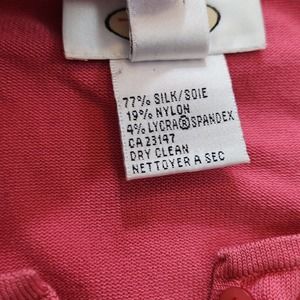 77% SILK/SOIE
19% NYLON
4% LYCRA®SPANDEX
CA 23147
DRY CLEAN
NETTOYER A SEC